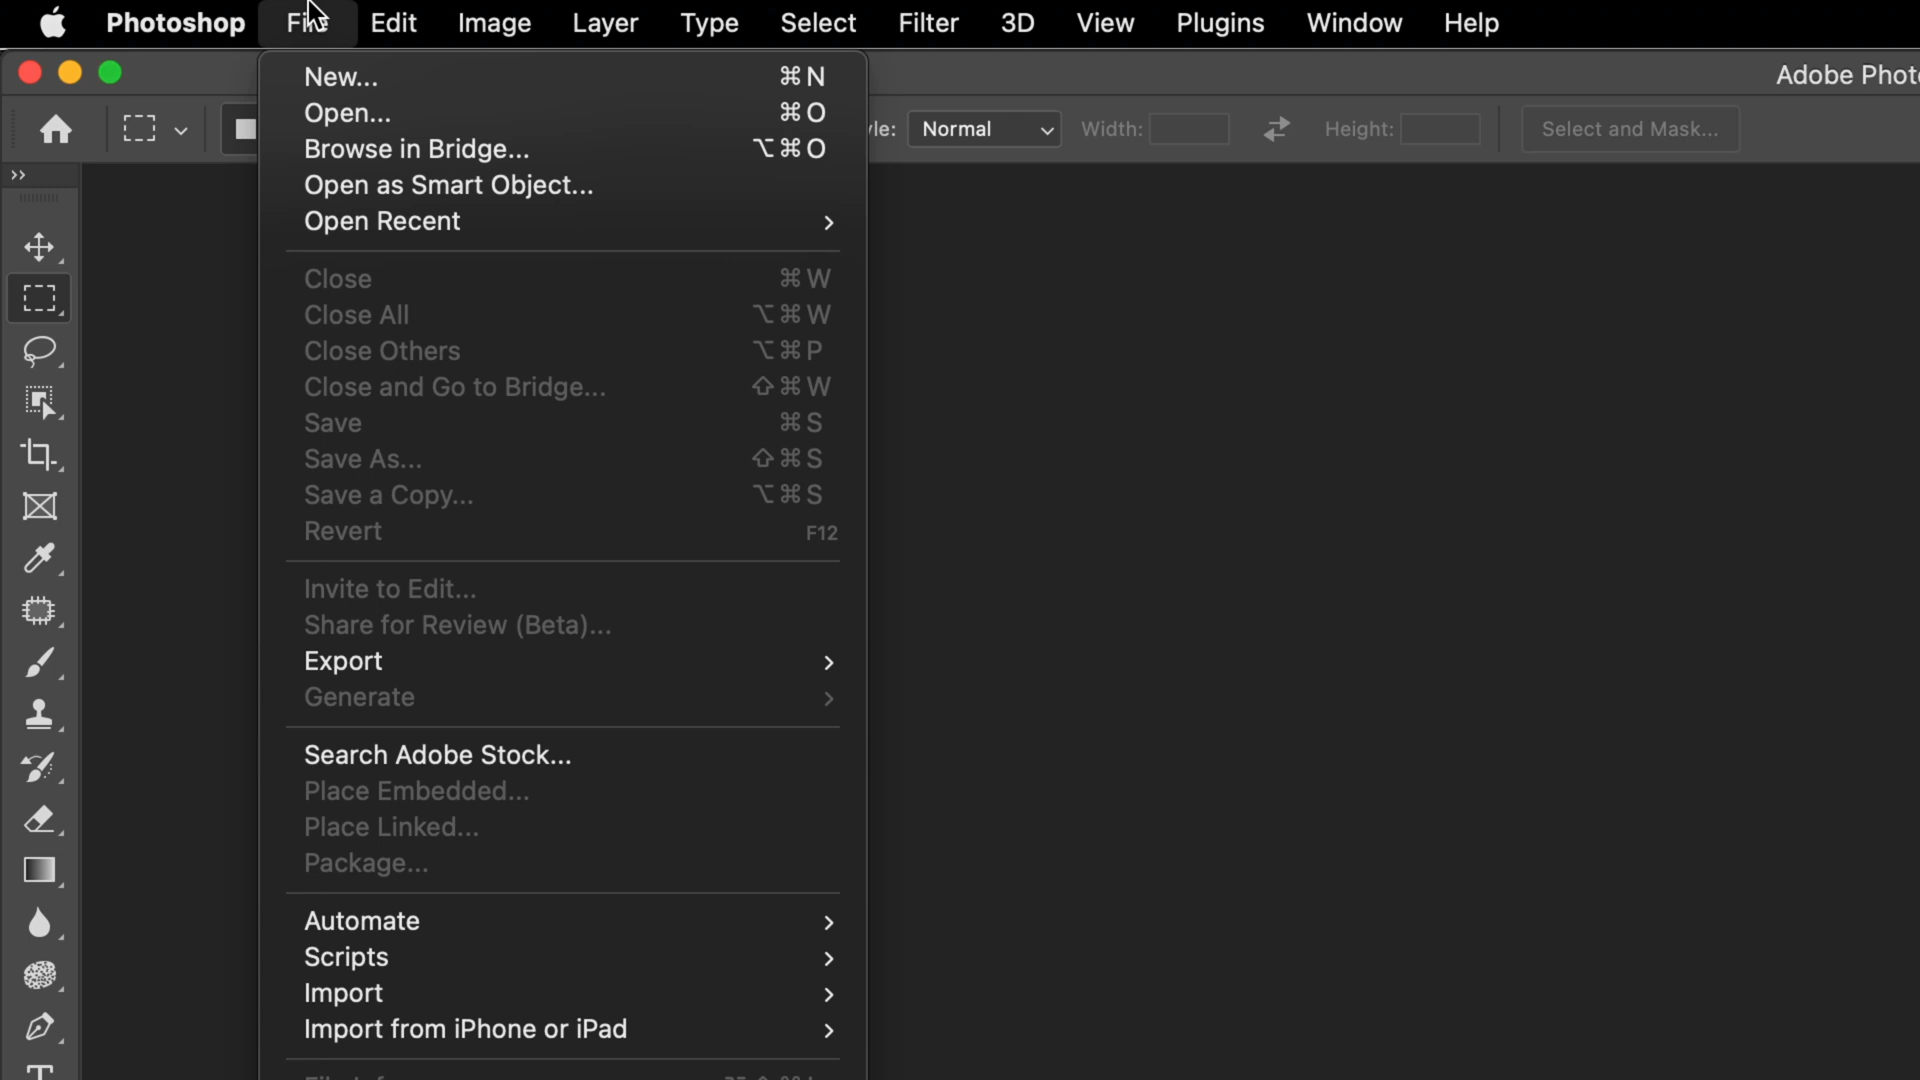 Photoshop File Edit Image Layer Type Select Filter 3D View Plugins Window Help
Adobe Phot
New... ⌘N
Open... ⌘O
Browse in Bridge... ⌥⌘O
Open as Smart Object...
Open Recent
yle: Normal Width: Height: Select and Mask...
Close ⌘W
Close All ⌥⌘W
Close Others ⌥⌘P
Close and Go to Bridge... ⇧⌘W
Save ⌘S
Save As... ⇧⌘S
Save a Copy... ⌥⌘S
Revert F12
Invite to Edit...
Share for Review (Beta)...
Export
Generate
Search Adobe Stock...
Place Embedded...
Place Linked...
Package...
Automate
Scripts
Import
Import from iPhone or iPad